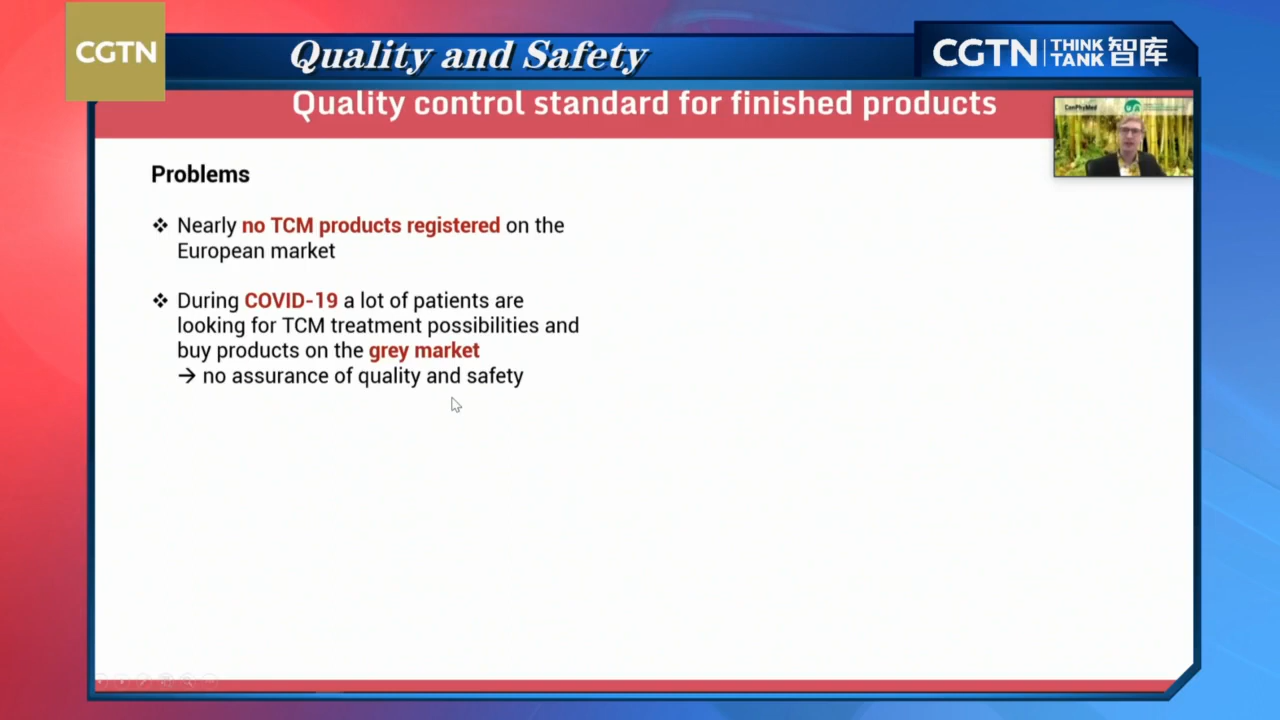 CGTN
Quality and Safety
CGTN THINK TANK 智库
Quality control standard for finished products
ConPhyMed
Problems
❖ Nearly no TCM products registered on the
European market
❖ During COVID-19 a lot of patients are
looking for TCM treatment possibilities and
buy products on the grey market
→ no assurance of quality and safety